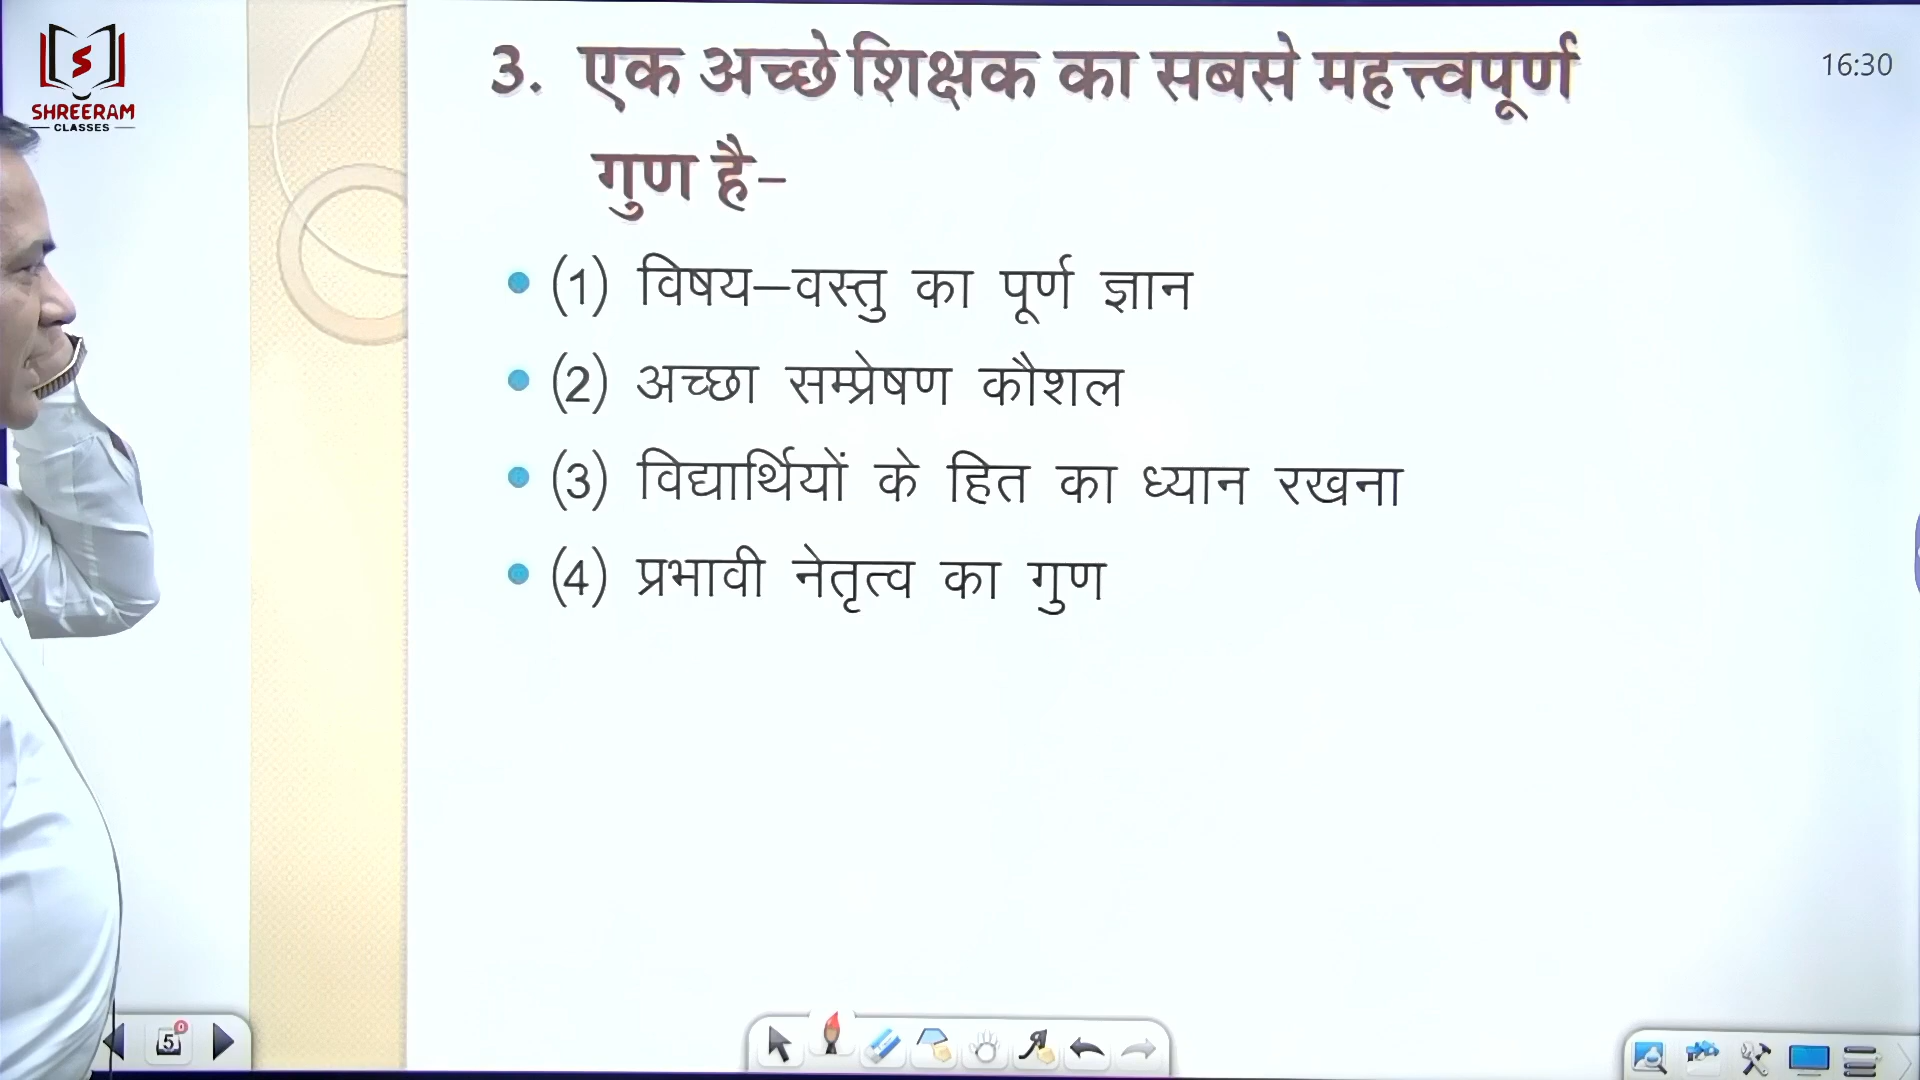 SHREERAM
CLASSES
16:30
3. एक अच्छे शिक्षक का सबसे महत्त्वपूर्ण
गुण है-
(1) विषय–वस्तु का पूर्ण ज्ञान
(2) अच्छा सम्प्रेषण कौशल
(3) विद्यार्थियों के हित का ध्यान रखना
(4) प्रभावी नेतृत्व का गुण
5